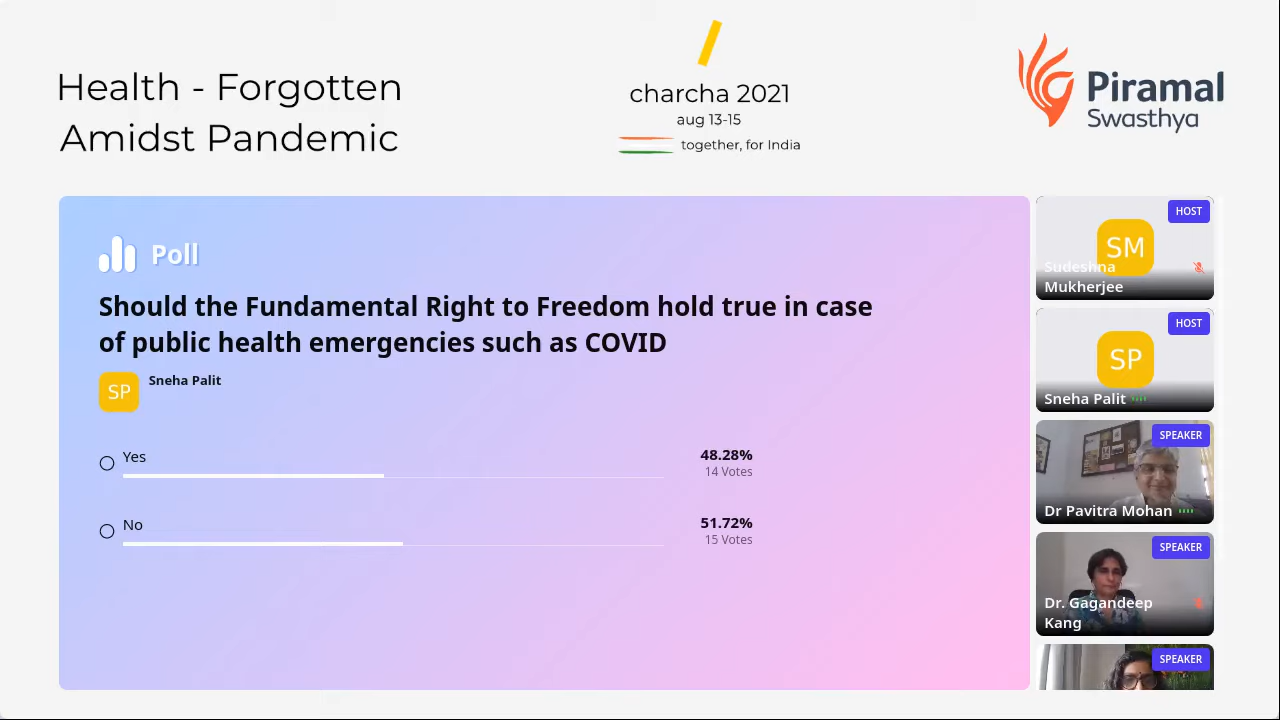 Health - Forgotten
Amidst Pandemic
charcha 2021
aug 13-15
together, for India
Piramal
Swasthya
Poll
Should the Fundamental Right to Freedom hold true in case
of public health emergencies such as COVID
SP
Sneha Palit
Yes
48.28%
14 Votes
No
51.72%
15 Votes
HOST
SM
Sudeshna
Mukherjee
HOST
SP
Sneha Palit
SPEAKER
Dr Pavitra Mohan
SPEAKER
Dr. Gagandeep
Kang
SPEAKER